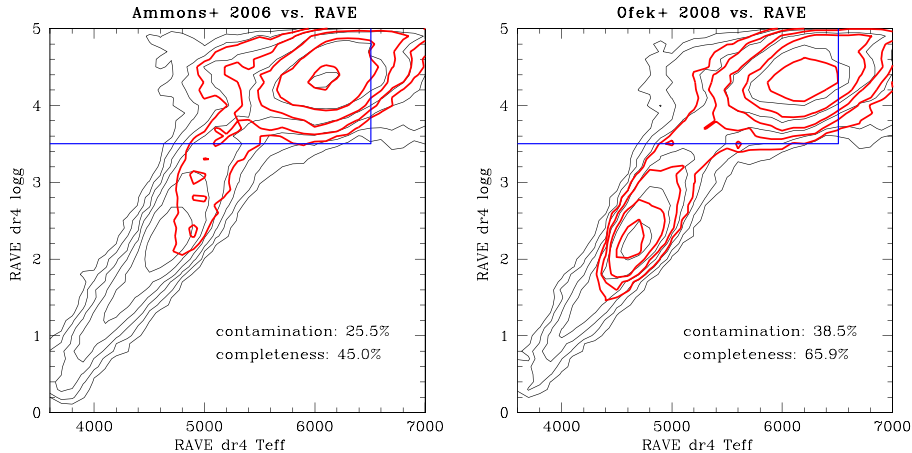 Ammons+ 2006 vs. RAVE
5
4
3
2
1
0
RAVE dr4 logg
contamination: 25.5%
completeness: 45.0%
4000 5000 6000 7000
RAVE dr4 Teff
Ofek+ 2008 vs. RAVE
5
4
3
2
1
0
RAVE dr4 logg
contamination: 38.5%
completeness: 65.9%
4000 5000 6000 7000
RAVE dr4 Teff